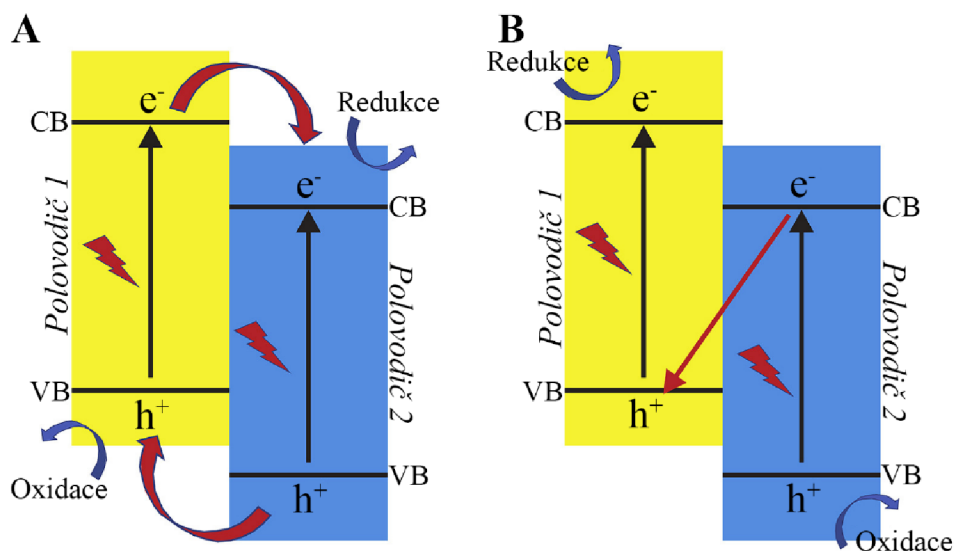 A
e⁻
CB
Polovodič 1
VB
h⁺
Oxidace
Redukce
e⁻
CB
Polovodič 2
VB
h⁺
B
Redukce
e⁻
CB
Polovodič 1
VB
h⁺
e⁻
CB
Polovodič 2
VB
h⁺
Oxidace